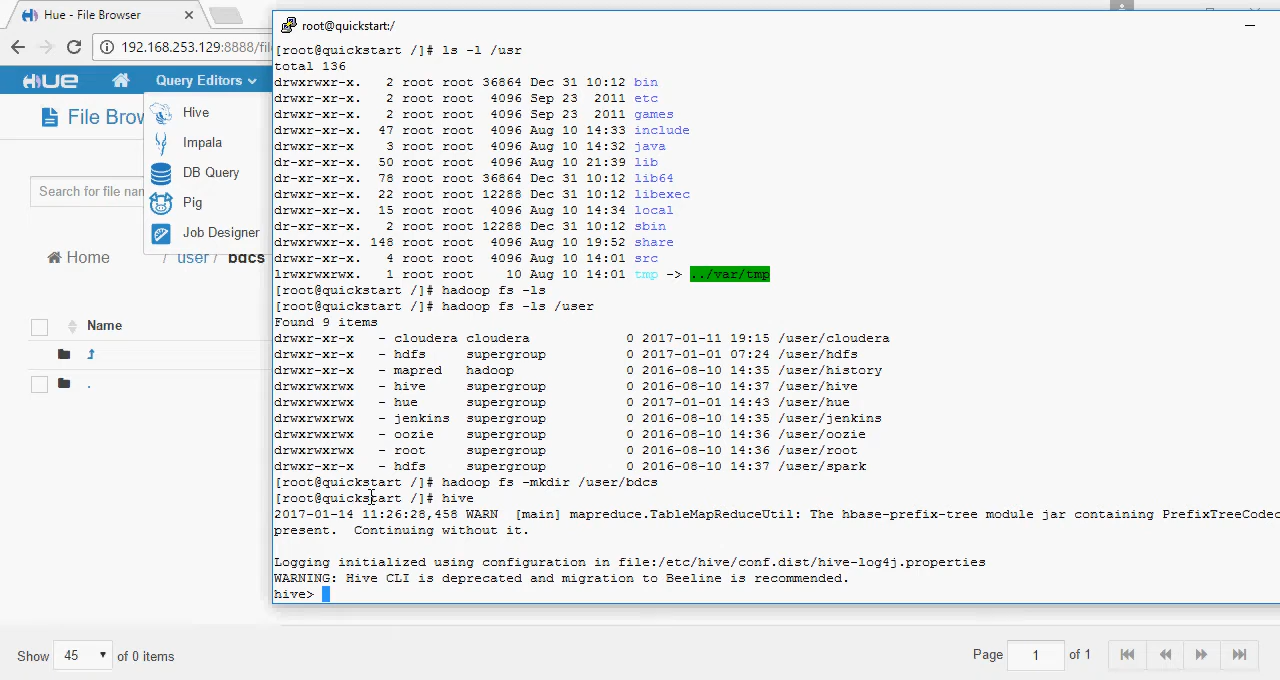 Hue - File Browser
192.168.253.129:8888/fil
HUE
Query Editors
File Brow
Hive
Impala
DB Query
Pig
Job Designer
Search for file nam
Home / user / bdcs
Name
.
Show 45 of 0 items
Page 1 of 1
root@quickstart:/
[root@quickstart /]# ls -l /usr
total 136
drwxrwxr-x.   2 root root 36864 Dec 31 10:12 bin
drwxr-xr-x.   2 root root  4096 Sep 23  2011 etc
drwxr-xr-x.   2 root root  4096 Sep 23  2011 games
drwxr-xr-x.  47 root root  4096 Aug 10 14:33 include
drwxr-xr-x    3 root root  4096 Aug 10 14:32 java
dr-xr-xr-x.  50 root root  4096 Aug 10 21:39 lib
dr-xr-xr-x.  78 root root 36864 Dec 31 10:12 lib64
drwxr-xr-x.  22 root root 12288 Dec 31 10:12 libexec
drwxr-xr-x.  15 root root  4096 Aug 10 14:34 local
dr-xr-xr-x.   2 root root 12288 Dec 31 10:12 sbin
drwxrwxr-x. 148 root root  4096 Aug 10 19:52 share
drwxr-xr-x.   4 root root  4096 Aug 10 14:01 src
lrwxrwxrwx.   1 root root    10 Aug 10 14:01 tmp -> ../var/tmp
[root@quickstart /]# hadoop fs -ls
[root@quickstart /]# hadoop fs -ls /user
Found 9 items
drwxr-xr-x   - cloudera cloudera            0 2017-01-11 19:15 /user/cloudera
drwxr-xr-x   - hdfs     supergroup          0 2017-01-01 07:24 /user/hdfs
drwxr-xr-x   - mapred   hadoop              0 2016-08-10 14:35 /user/history
drwxrwxrwx   - hive     supergroup          0 2016-08-10 14:37 /user/hive
drwxrwxrwx   - hue      supergroup          0 2017-01-01 14:43 /user/hue
drwxrwxrwx   - jenkins  supergroup          0 2016-08-10 14:35 /user/jenkins
drwxrwxrwx   - oozie    supergroup          0 2016-08-10 14:36 /user/oozie
drwxrwxrwx   - root     supergroup          0 2016-08-10 14:36 /user/root
drwxr-xr-x   - hdfs     supergroup          0 2016-08-10 14:37 /user/spark
[root@quickstart /]# hadoop fs -mkdir /user/bdcs
[root@quickstart /]# hive
2017-01-14 11:26:28,458 WARN  [main] mapreduce.TableMapReduceUtil: The hbase-prefix-tree module jar containing PrefixTreeCodec
present.  Continuing without it.
Logging initialized using configuration in file:/etc/hive/conf.dist/hive-log4j.properties
WARNING: Hive CLI is deprecated and migration to Beeline is recommended.
hive>